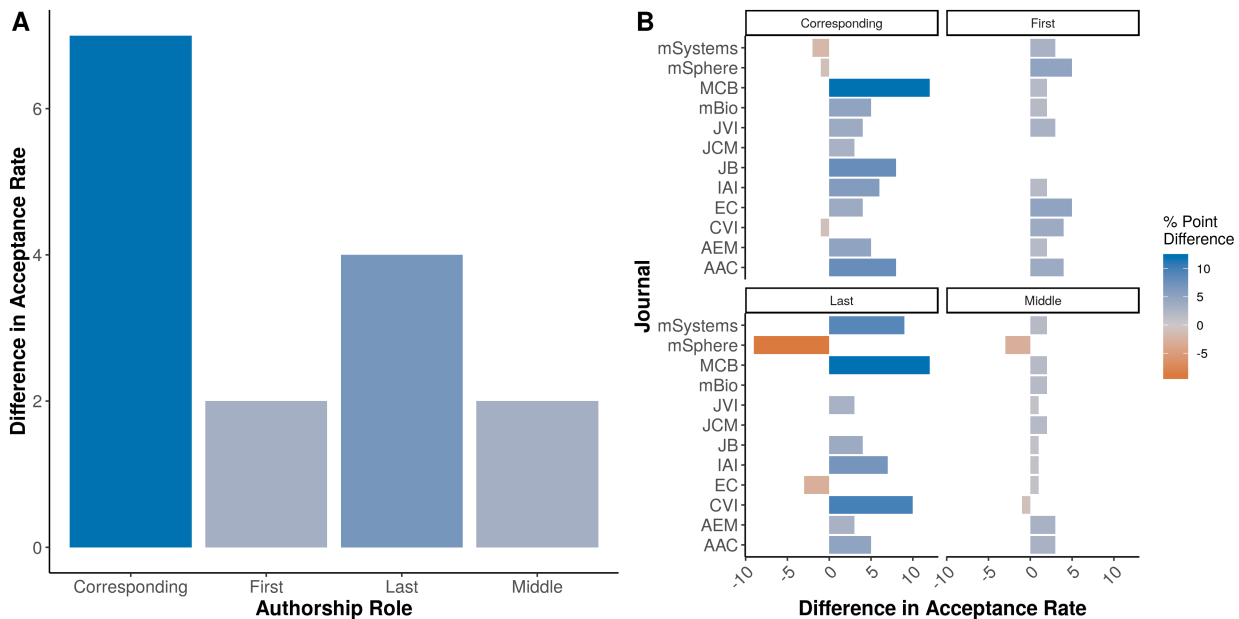 A
Difference in Acceptance Rate
6
4
2
0
Corresponding
First
Last
Middle
Authorship Role
B
Journal
Corresponding
First
mSystems
mSphere
MCB
mBio
JVI
JCM
JB
IAI
EC
CVI
AEM
AAC
Last
Middle
mSystems
mSphere
MCB
mBio
JVI
JCM
JB
IAI
EC
CVI
AEM
AAC
-10
-5
0
5
10
-10
-5
0
5
10
Difference in Acceptance Rate
% Point
Difference
10
5
0
-5